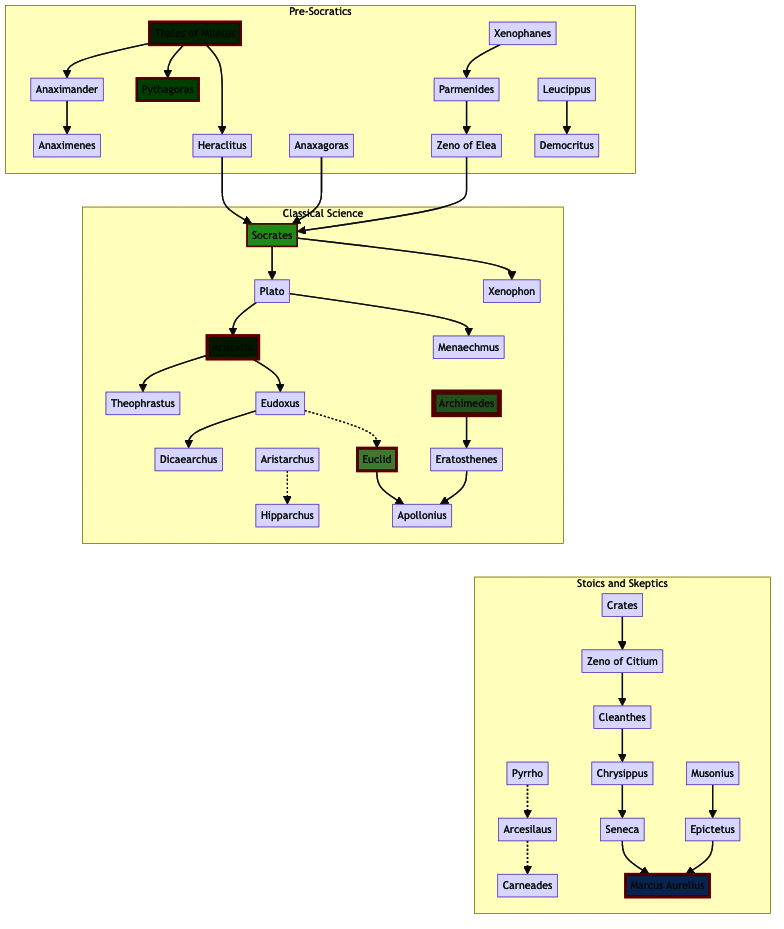 Pre-Socratics
Thales of Miletus
Xenophanes
Anaximander
Pythagoras
Parmenides
Leucippus
Anaximenes
Heraclitus
Anaxagoras
Zeno of Elea
Democritus
Classical Science
Socrates
Plato
Xenophon
Menaechmus
Theophrastus
Eudoxus
Archimedes
Dicaearchus
Aristarchus
Euclid
Eratosthenes
Hipparchus
Apollonius
Stoics and Skeptics
Crates
Zeno of Citium
Cleanthes
Pyrrho
Chrysippus
Musonius
Arcesilaus
Seneca
Epictetus
Carneades
Marcus Aurelius